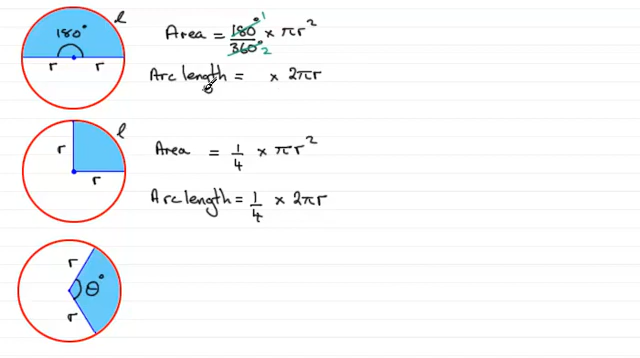 180° l
r r
Area = 180°/360° × πr²
1
2
Arc length = × 2πr
r l
r
Area = 1/4 × πr²
Arc length = 1/4 × 2πr
r
θ°
r